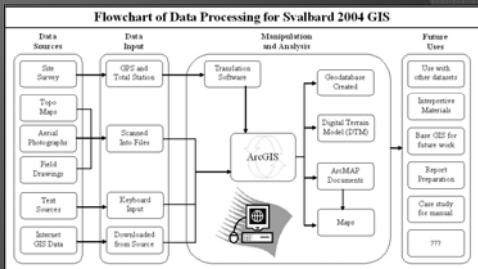 Flowchart of Data Processing for Svalbard 2004 GIS
Data
Sources
Data
Input
Manipulation
and Analysis
Future
Uses
Site
Survey
Topo
Maps
Aerial
Photographs
Field
Drawings
Text Sources
Internet
GIS Data
GPS and
Total Station
Scanned
Into Files
Keyboard
Input
Downloaded
from Source
Translation
Software
ArcGIS
Geodatabase
Created
Digital Terrain
Model (DTM)
ArcMAP
Documents
Maps
Use with
other datasets
Interpretive
Materials
Base GIS for
future work
Report
Preparation
Case study
for manual
???